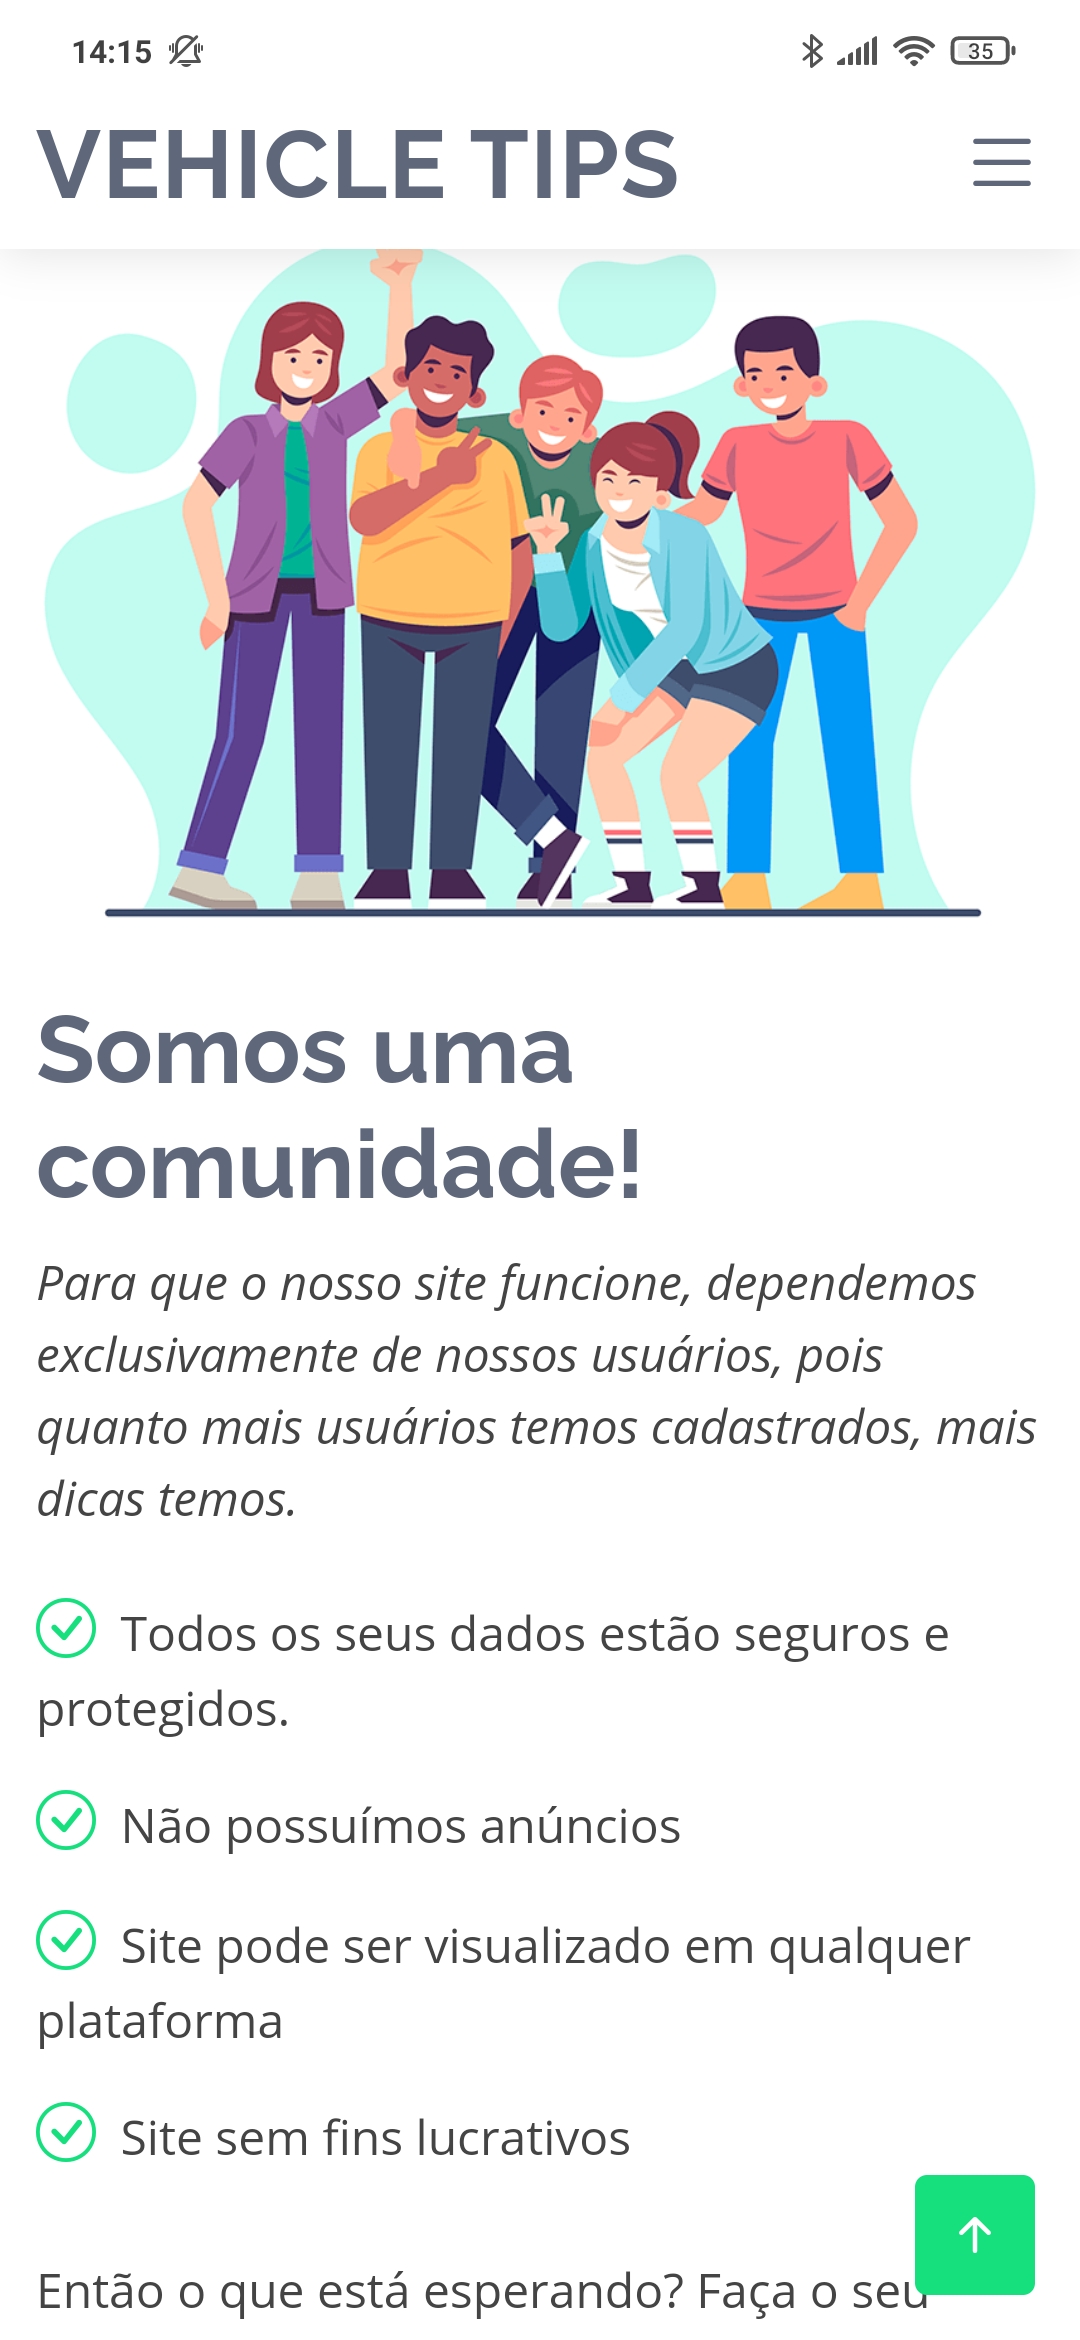 14:15
35
VEHICLE TIPS
Somos uma
comunidade!
Para que o nosso site funcione, dependemos
exclusivamente de nossos usuários, pois
quanto mais usuários temos cadastrados, mais
dicas temos.
Todos os seus dados estão seguros e
protegidos.
Não possuímos anúncios
Site pode ser visualizado em qualquer
plataforma
Site sem fins lucrativos
Então o que está esperando? Faça o seu